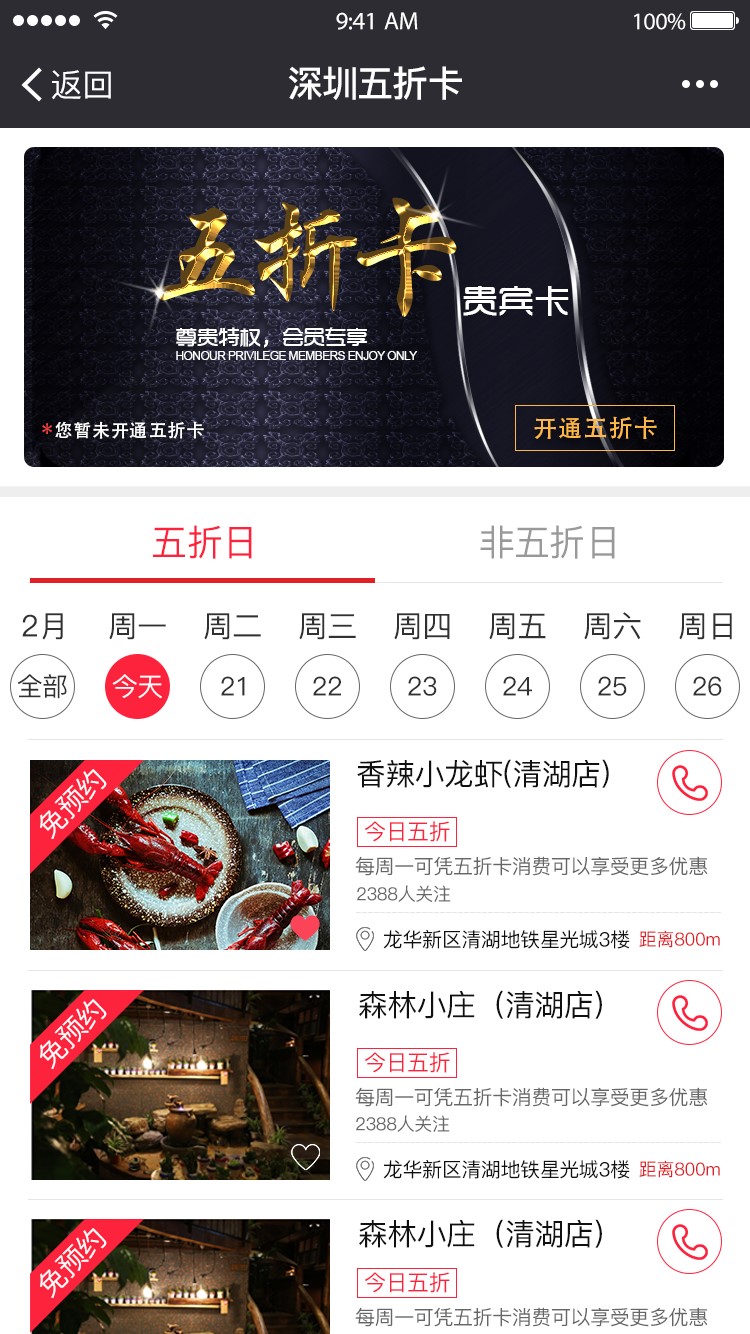 9:41 AM
100%
返回
深圳五折卡
五折卡
贵宾卡
尊贵特权，会员专享
HONOUR PRIVILEGE MEMBERS ENJOY ONLY
*您暂未开通五折卡
开通五折卡
五折日
非五折日
2月 周一 周二 周三 周四 周五 周六 周日
全部 今天 21 22 23 24 25 26
免预约
香辣小龙虾(清湖店)
今日五折
每周一可凭五折卡消费可以享受更多优惠
2388人关注
龙华新区清湖地铁星光城3楼 距离800m
免预约
森林小庄（清湖店）
今日五折
每周一可凭五折卡消费可以享受更多优惠
2388人关注
龙华新区清湖地铁星光城3楼 距离800m
免预约
森林小庄（清湖店）
今日五折
每周一可凭五折卡消费可以享受更多优惠